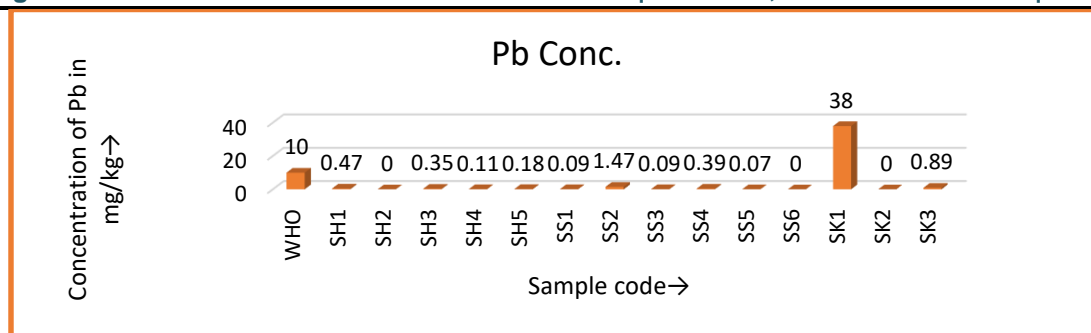 Pb Conc.
Concentration of Pb in
mg/kg→
40
20
0
10
0.47
0
0.35
0.11
0.18
0.09
1.47
0.09
0.39
0.07
0
38
0
0.89
WHO
SH1
SH2
SH3
SH4
SH5
SS1
SS2
SS3
SS4
SS5
SS6
SK1
SK2
SK3
Sample code→